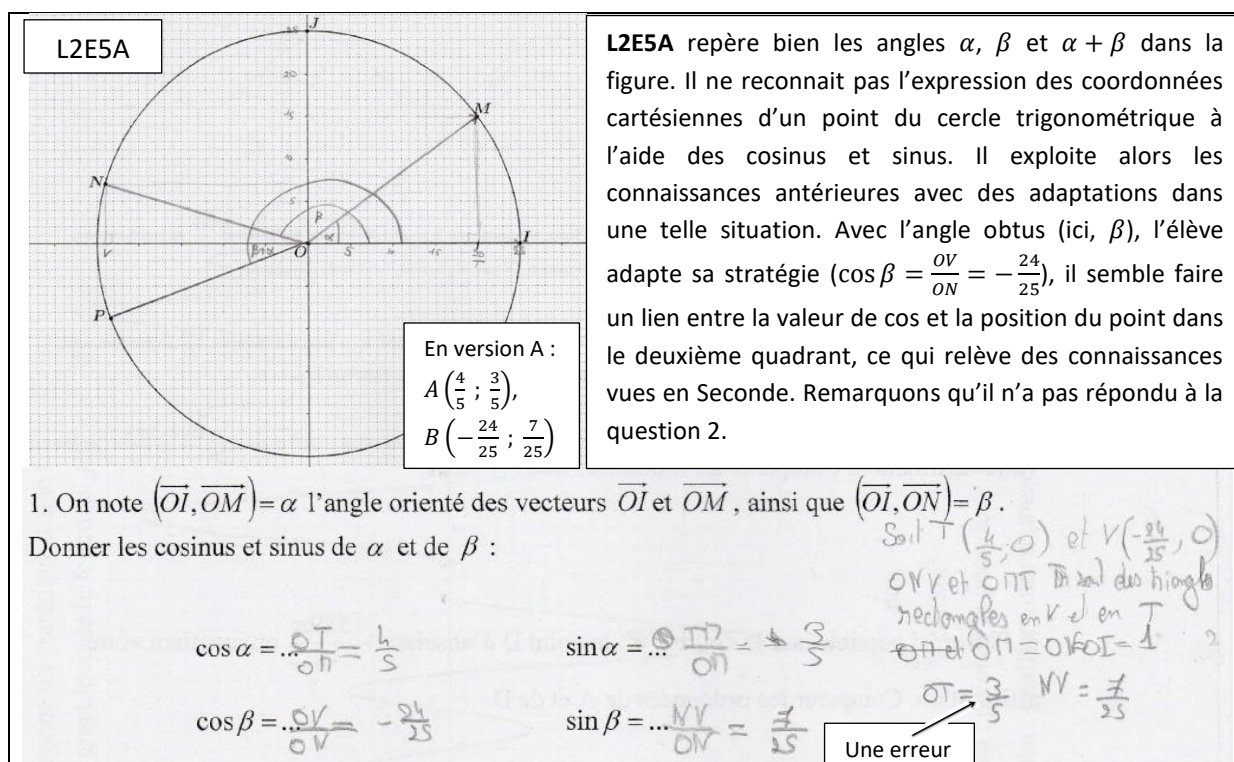 L2E5A
J
25
20
15
M
N
5
β
α
β+α
V
O
5
15
I
P
En version A :
A (4/5 ; 3/5),
B (−24/25 ; 7/25)
L2E5A repère bien les angles α, β et α + β dans la
figure. Il ne reconnait pas l’expression des coordonnées
cartésiennes d’un point du cercle trigonométrique à
l’aide des cosinus et sinus. Il exploite alors les
connaissances antérieures avec des adaptations dans
une telle situation. Avec l’angle obtus (ici, β), l’élève
adapte sa stratégie (cos β = OV/ON = −24/25), il semble faire
un lien entre la valeur de cos et la position du point dans
le deuxième quadrant, ce qui relève des connaissances
vues en Seconde. Remarquons qu’il n’a pas répondu à la
question 2.
1. On note (OI, OM) = α l’angle orienté des vecteurs OI et OM , ainsi que (OI, ON) = β .
Donner les cosinus et sinus de α et de β :
Soit T (4/5, 0) et V(-24/25, 0)
ONV et OMT sont des triangles
rectangles en V et en T
cos α = ...OT/OM = 4/5
sin α = ...TM/OM = 3/5
OT = 3/5 NV = 7/25
cos β = ...OV/ON = -24/25
sin β = ...NV/ON = 7/25
Une erreur